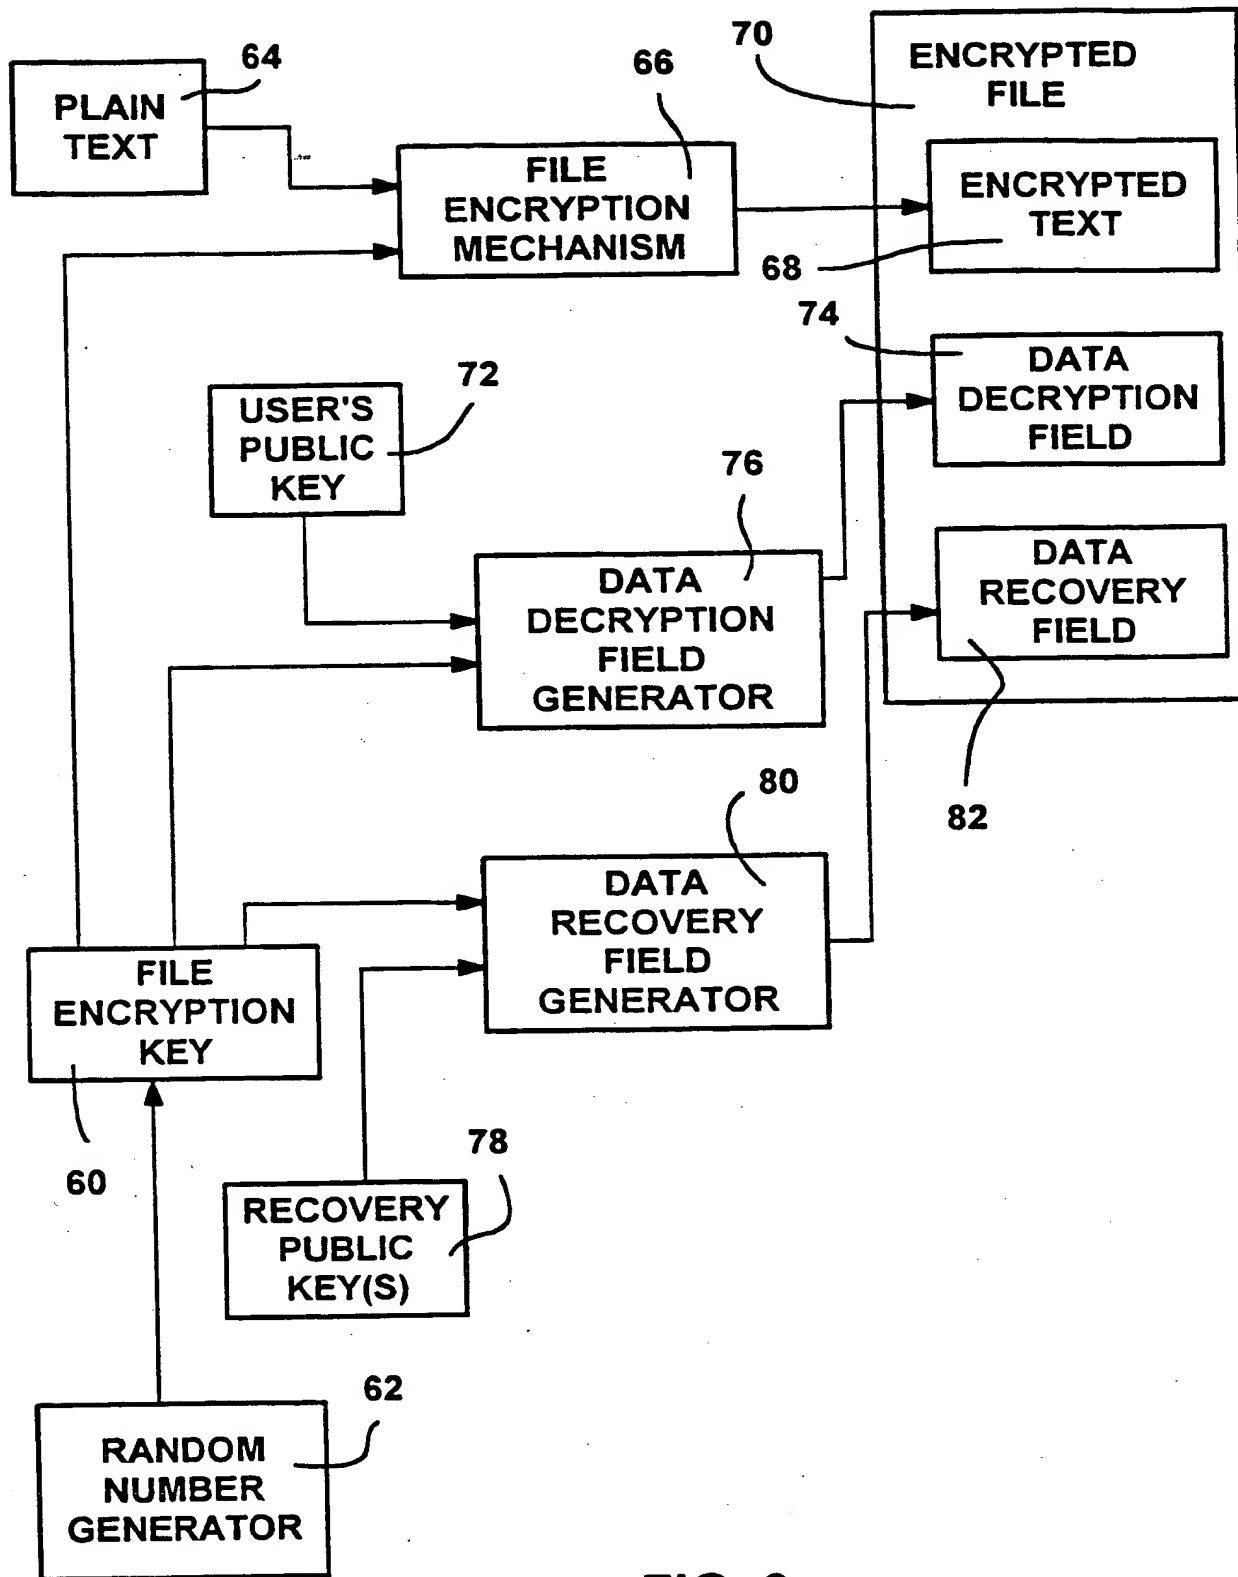 64
PLAIN
TEXT
66
FILE
ENCRYPTION
MECHANISM
70
ENCRYPTED
FILE
ENCRYPTED
TEXT
68
74
DATA
DECRYPTION
FIELD
72
USER'S
PUBLIC
KEY
76
DATA
DECRYPTION
FIELD
GENERATOR
DATA
RECOVERY
FIELD
82
80
DATA
RECOVERY
FIELD
GENERATOR
FILE
ENCRYPTION
KEY
60
78
RECOVERY
PUBLIC
KEY(S)
62
RANDOM
NUMBER
GENERATOR